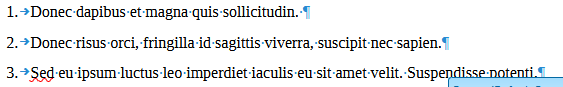 1. Donec dapibus et magna quis sollicitudin.
2. Donec risus orci, fringilla id sagittis viverra, suscipit nec sapien.
3. Sed eu ipsum luctus leo imperdiet iaculis eu sit amet velit. Suspendisse potenti.